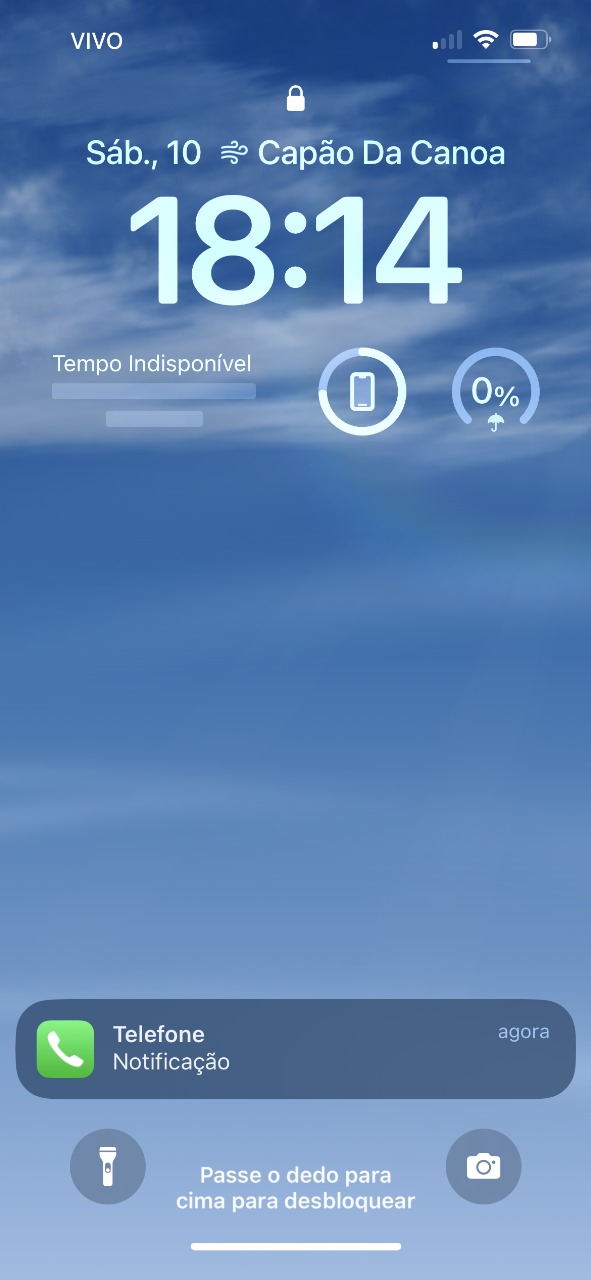 VIVO
Sáb., 10 Capão Da Canoa
18:14
Tempo Indisponível
0%
Telefone
agora
Notificação
Passe o dedo para
cima para desbloquear